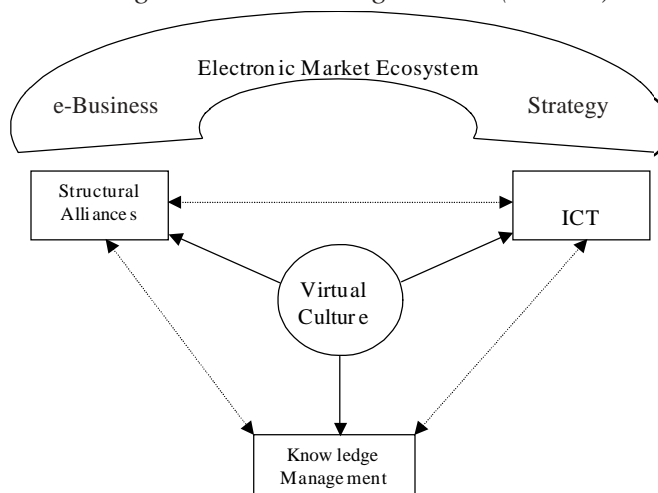 Electronic Market Ecosystem
e-Business Strategy
Structural
Alliances
ICT
Virtual
Culture
Knowledge
Management